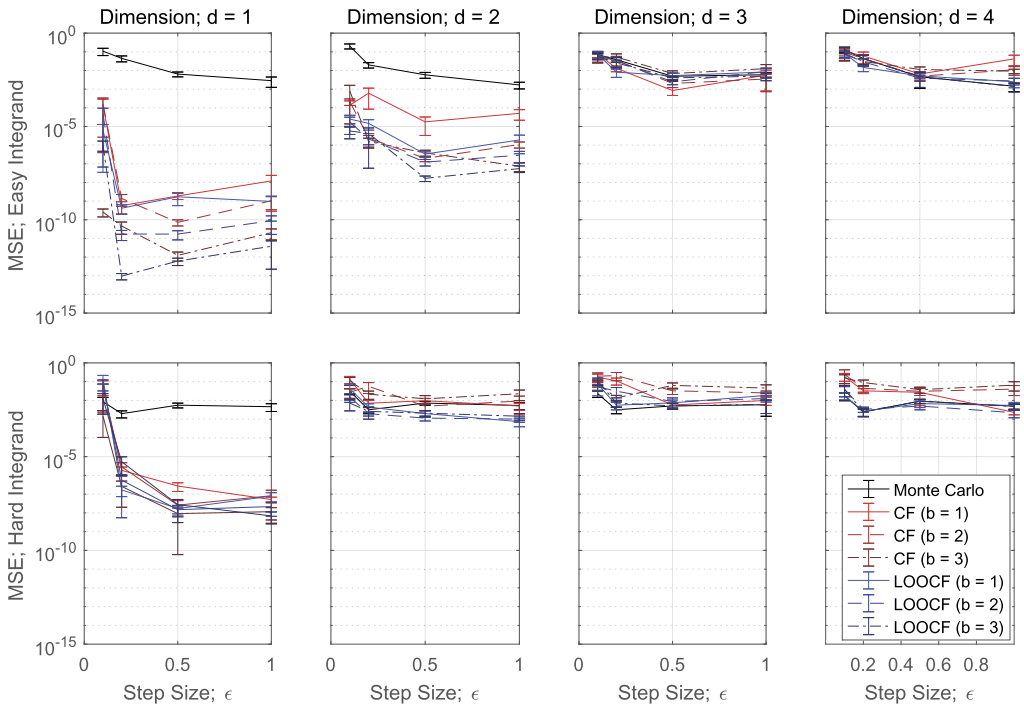 Dimension; d = 1
Dimension; d = 2
Dimension; d = 3
Dimension; d = 4
MSE; Easy Integrand
10^0
10^-5
10^-10
10^-15
MSE; Hard Integrand
10^0
10^-5
10^-10
10^-15
Monte Carlo
CF (b = 1)
CF (b = 2)
CF (b = 3)
LOOCF (b = 1)
LOOCF (b = 2)
LOOCF (b = 3)
0 0.5 1
0 0.5 1
0 0.5 1
0.2 0.4 0.6 0.8
Step Size; ϵ
Step Size; ϵ
Step Size; ϵ
Step Size; ϵ